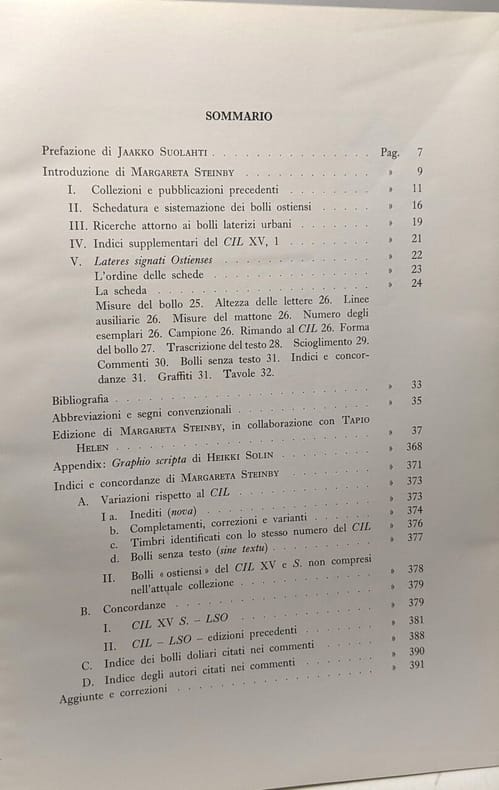 SOMMARIO
Prefazione di JAAKKO SUOLAHTI . . . . . . . . . . . . . . . Pag. 7
Introduzione di MARGARETA STEINBY . . . . . . . . . . . . . » 9
I. Collezioni e pubblicazioni precedenti . . . . . . . . » 11
II. Schedatura e sistemazione dei bolli ostiensi . . . . . » 16
III. Ricerche attorno ai bolli laterizi urbani . . . . . . . » 19
IV. Indici supplementari del CIL XV, 1 . . . . . . . . » 21
V. Lateres signati Ostienses . . . . . . . . . . . . . . » 22
L'ordine delle schede . . . . . . . . . . . . . . » 23
La scheda . . . . . . . . . . . . . . . . . . . » 24
Misure del bollo 25. Altezza delle lettere 26. Linee
ausiliarie 26. Misure del mattone 26. Numero degli
esemplari 26. Campione 26. Rimando al CIL 26. Forma
del bollo 27. Trascrizione del testo 28. Scioglimento 29.
Commenti 30. Bolli senza testo 31. Indici e concor-
danze 31. Graffiti 31. Tavole 32.
Bibliografia . . . . . . . . . . . . . . . . . . . . . . . . » 33
Abbreviazioni e segni convenzionali . . . . . . . . . . . . . » 35
Edizione di MARGARETA STEINBY, in collaborazione con TAPIO
HELEN . . . . . . . . . . . . . . . . . . . . . . » 37
Appendix: Graphio scripta di HEIKKI SOLIN . . . . . . . . . . » 368
Indici e concordanze di MARGARETA STEINBY . . . . . . . . . » 371
A. Variazioni rispetto al CIL . . . . . . . . . . . . . » 373
I a. Inediti (nova) . . . . . . . . . . . . . . . . » 373
b. Completamenti, correzioni e varianti . . . . . . » 374
c. Timbri identificati con lo stesso numero del CIL » 376
d. Bolli senza testo (sine textu) . . . . . . . . . . » 377
II. Bolli « ostiensi » del CIL XV e S. non compresi
nell'attuale collezione . . . . . . . . . . . . . . » 378
B. Concordanze . . . . . . . . . . . . . . . . . . . » 379
I. CIL XV S. – LSO . . . . . . . . . . . . . . » 379
II. CIL – LSO – edizioni precedenti . . . . . . . . » 381
C. Indice dei bolli doliari citati nei commenti . . . . . . » 388
D. Indice degli autori citati nei commenti . . . . . . . . » 390
Aggiunte e correzioni . . . . . . . . . . . . . . . . . . . » 391